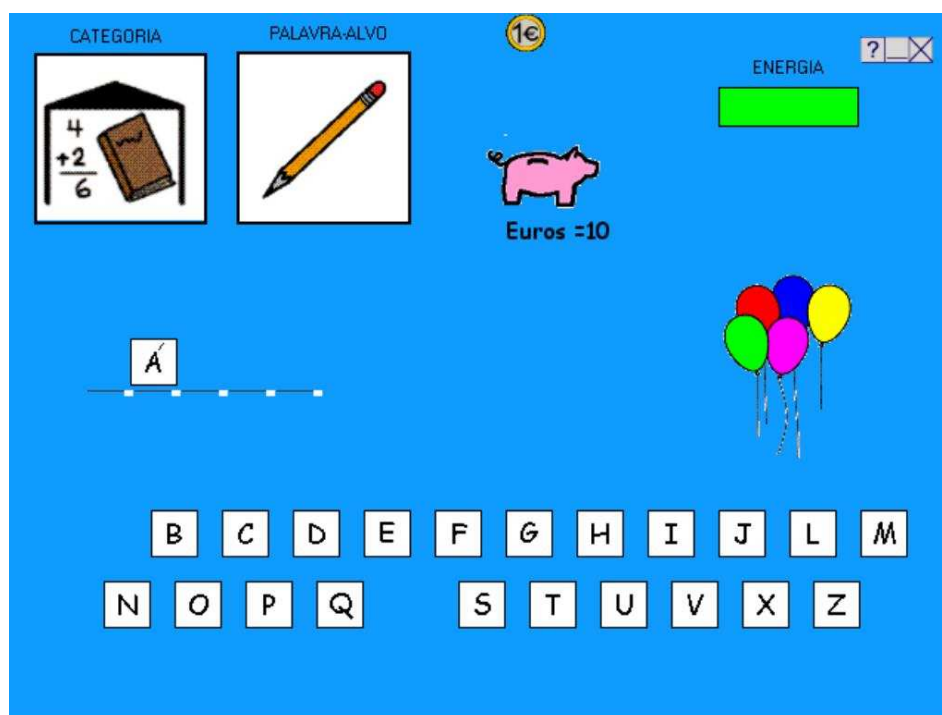 CATEGORIA
PALAVRA-ALVO
1€
?
ENERGIA
4
+2
6
Euros =10
Á
B C D E F G H I J L M
N O P Q S T U V X Z